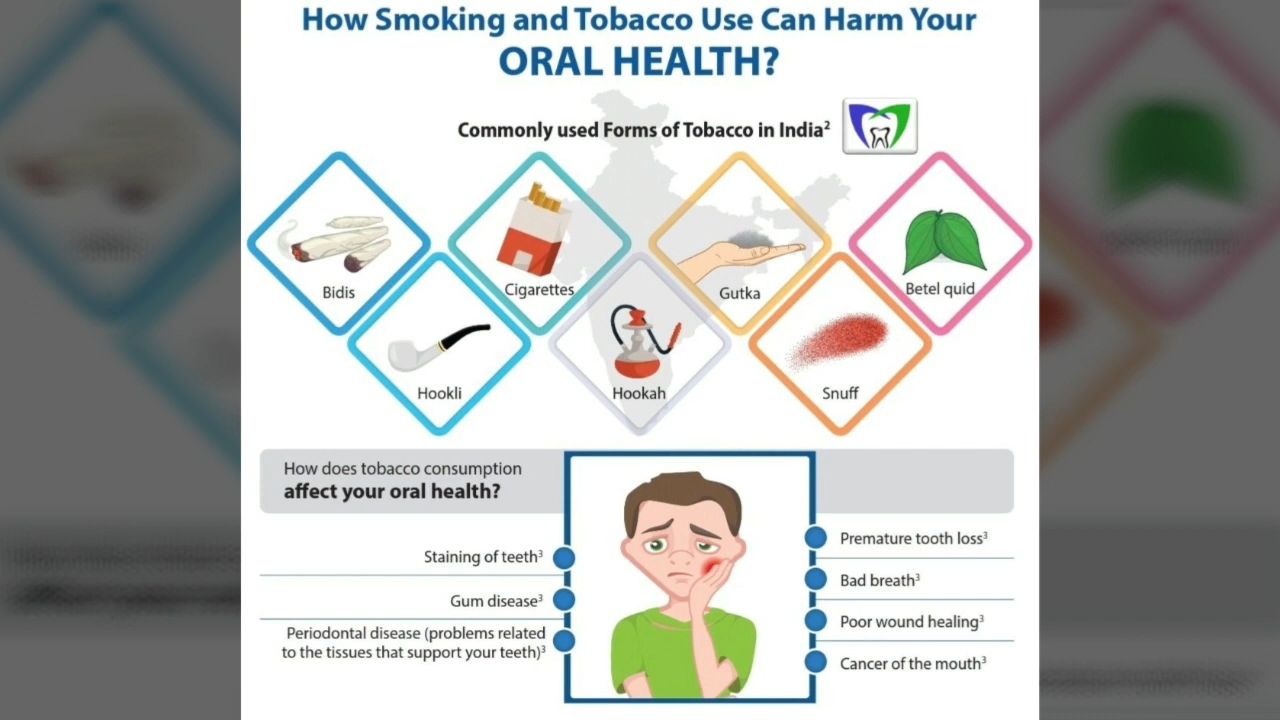 How Smoking and Tobacco Use Can Harm Your
ORAL HEALTH?
Commonly used Forms of Tobacco in India²
Bidis
Cigarettes
Gutka
Betel quid
Hookli
Hookah
Snuff
How does tobacco consumption
affect your oral health?
Staining of teeth³
Gum disease³
Periodontal disease (problems related
to the tissues that support your teeth)³
Premature tooth loss³
Bad breath³
Poor wound healing³
Cancer of the mouth³